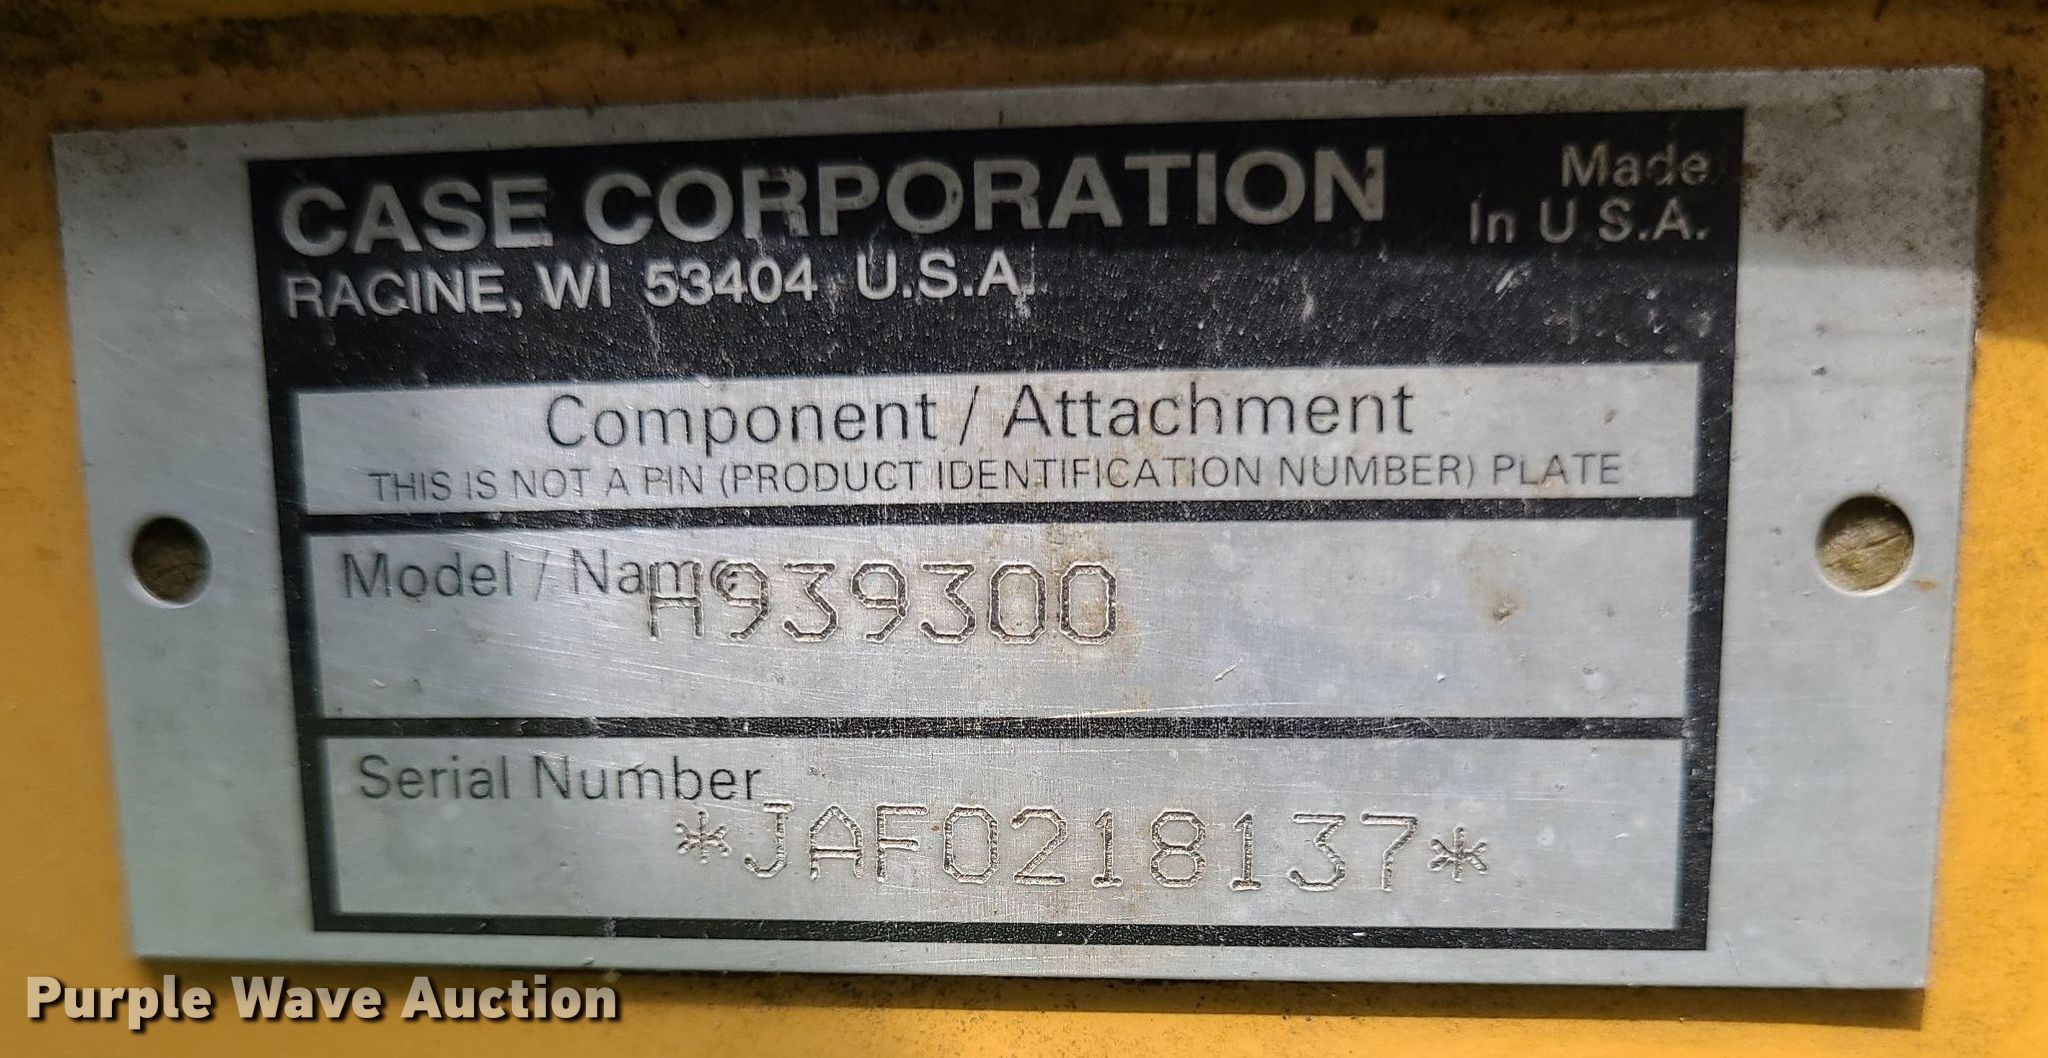 CASE CORPORATION
Made
In U S.A.
RACINE, WI 53404 U.S.A.
Component / Attachment
THIS IS NOT A PIN (PRODUCT IDENTIFICATION NUMBER) PLATE
Model / Name
H939300
Serial Number
*JAF0218137*
Purple Wave Auction